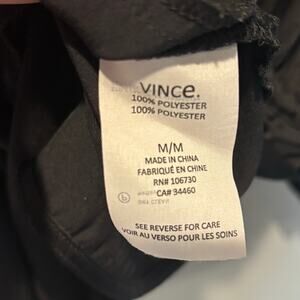 VINCE.
100% POLYESTER
100% POLYESTER
M/M
MADE IN CHINA
FABRIQUÉ EN CHINE
RN# 106730
CA# 34460
SEE REVERSE FOR CARE
VOIR AU VERSO POUR LES SOINS